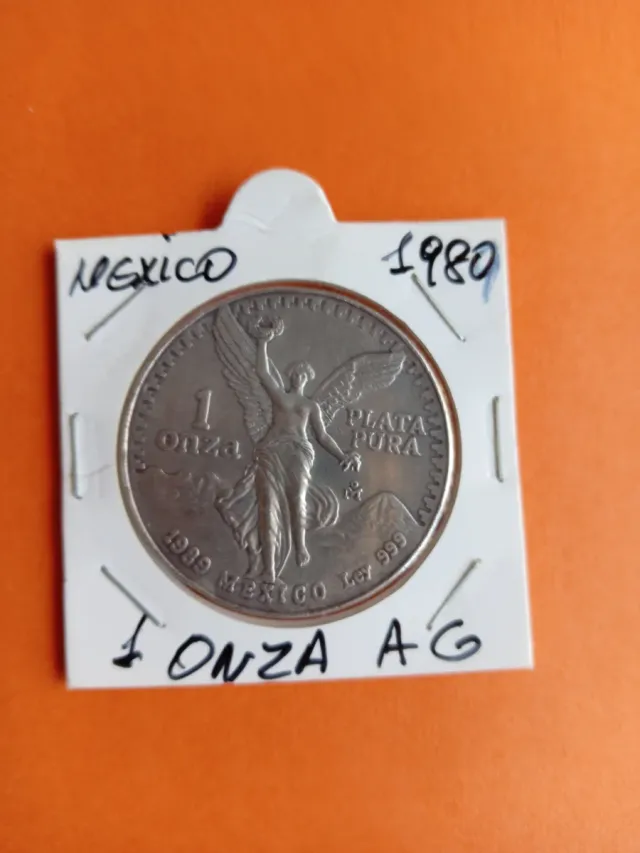 MEXICO 1980
1
Onza
PLATA
PURA
1989 MEXICO Ley 999
1 ONZA AG